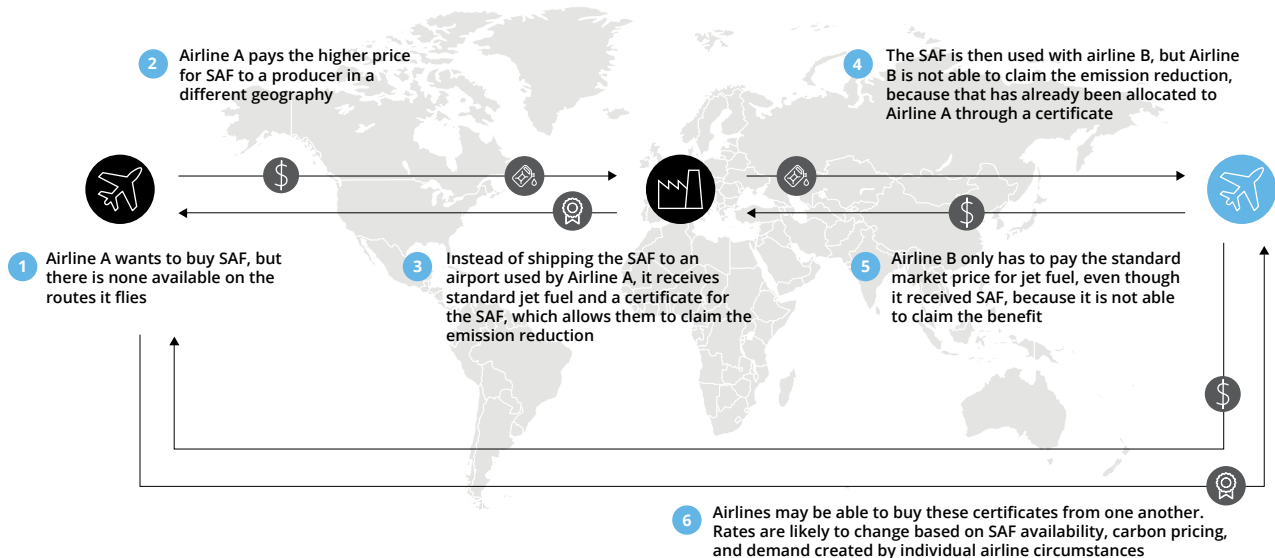 1
Airline A wants to buy SAF, but
there is none available on the
routes it flies
2
Airline A pays the higher price
for SAF to a producer in a
different geography
$
3
Instead of shipping the SAF to an
airport used by Airline A, it receives
standard jet fuel and a certificate for
the SAF, which allows them to claim the
emission reduction
4
The SAF is then used with airline B, but Airline
B is not able to claim the emission reduction,
because that has already been allocated to
Airline A through a certificate
$
5
Airline B only has to pay the standard
market price for jet fuel, even though
it received SAF, because it is not able
to claim the benefit
$
6
Airlines may be able to buy these certificates from one another.
Rates are likely to change based on SAF availability, carbon pricing,
and demand created by individual airline circumstances